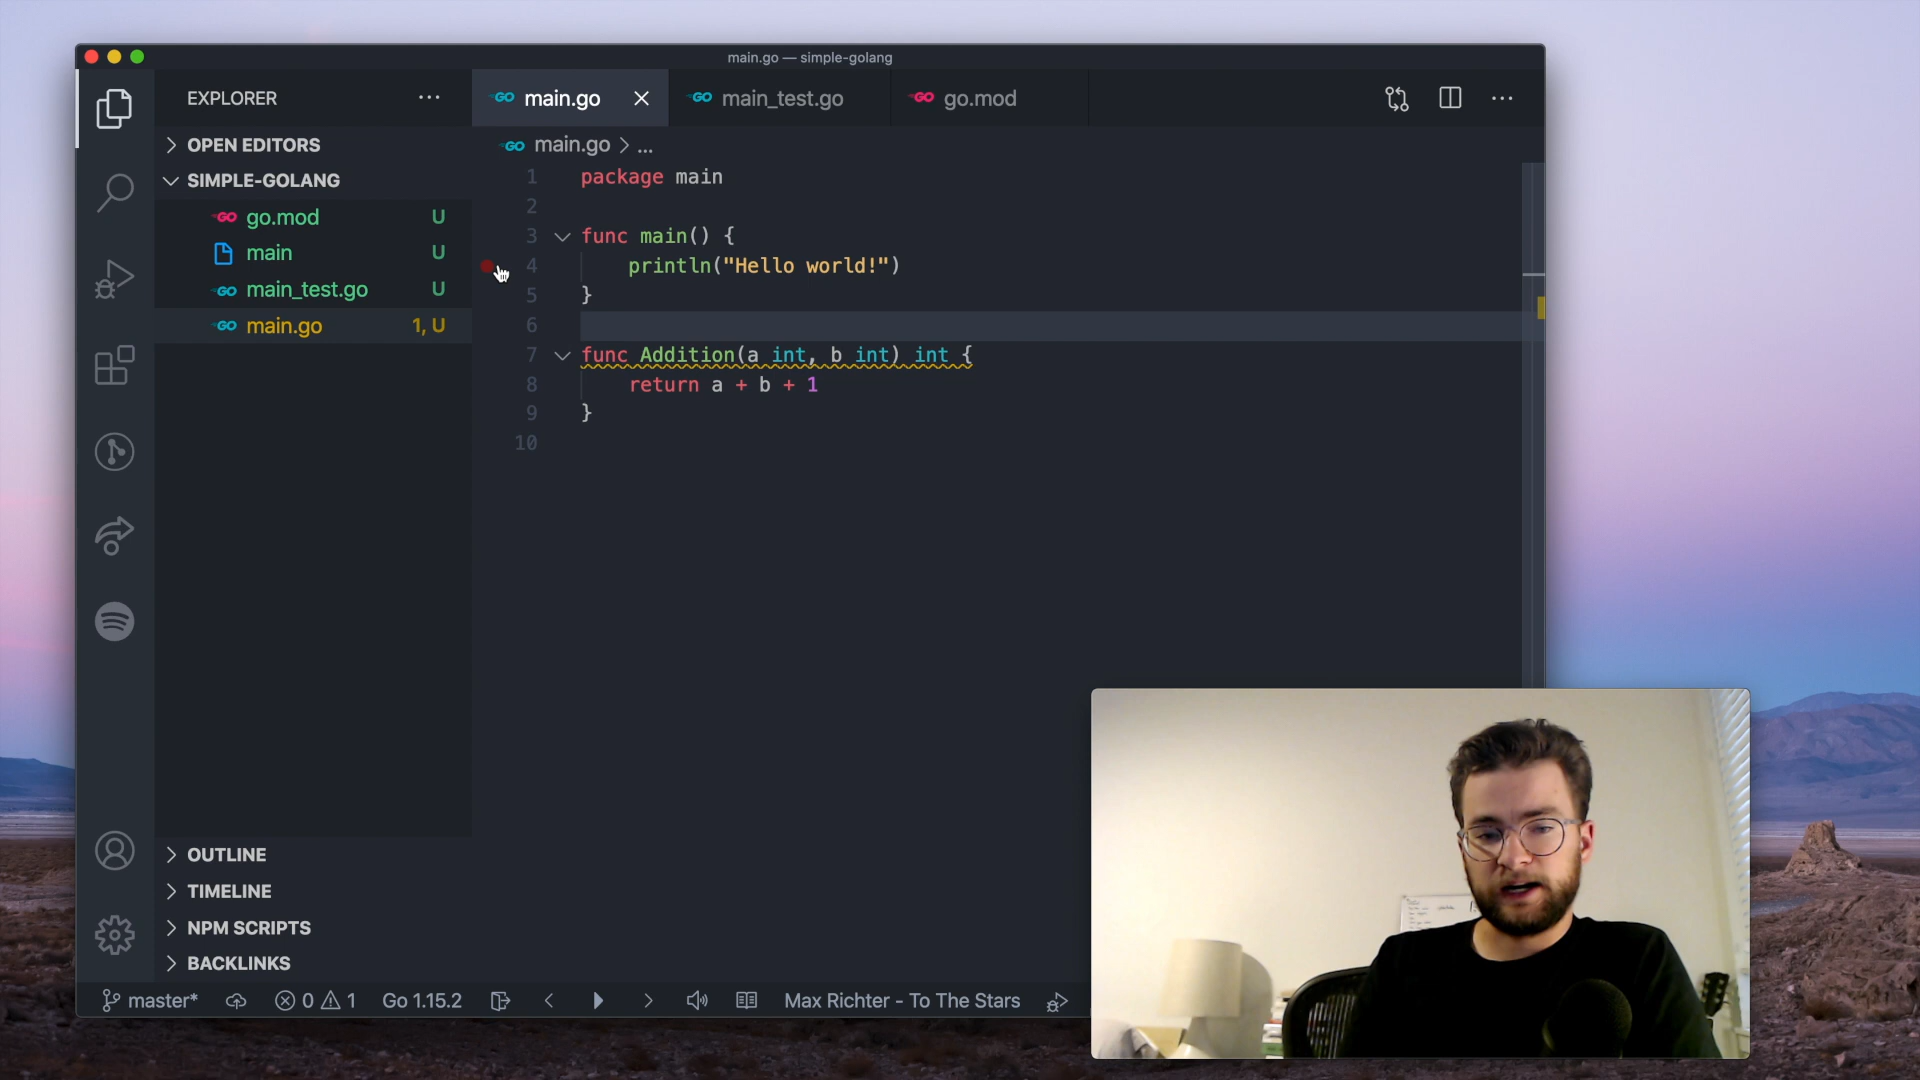 main.go — simple-golang
EXPLORER
main.go
main_test.go
go.mod
OPEN EDITORS
SIMPLE-GOLANG
go.mod U
main U
main_test.go U
main.go 1, U
main.go > ...
1 package main
2
3 func main() {
4 println("Hello world!")
5 }
6
7 func Addition(a int, b int) int {
8 return a + b + 1
9 }
10
OUTLINE
TIMELINE
NPM SCRIPTS
BACKLINKS
master* 0 1 Go 1.15.2 Max Richter - To The Stars